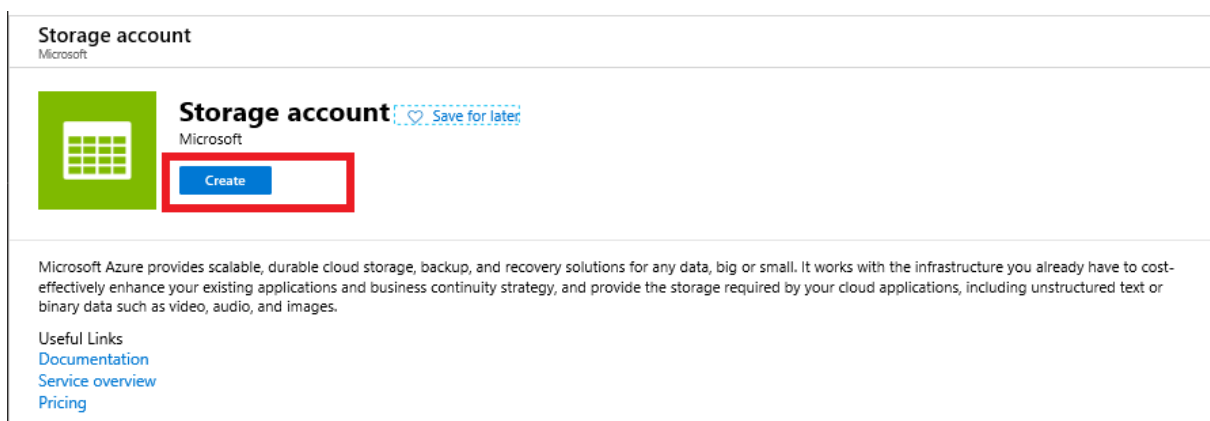 Storage account
Microsoft
Storage account Save for later
Microsoft
Create
Microsoft Azure provides scalable, durable cloud storage, backup, and recovery solutions for any data, big or small. It works with the infrastructure you already have to cost-
effectively enhance your existing applications and business continuity strategy, and provide the storage required by your cloud applications, including unstructured text or
binary data such as video, audio, and images.
Useful Links
Documentation
Service overview
Pricing